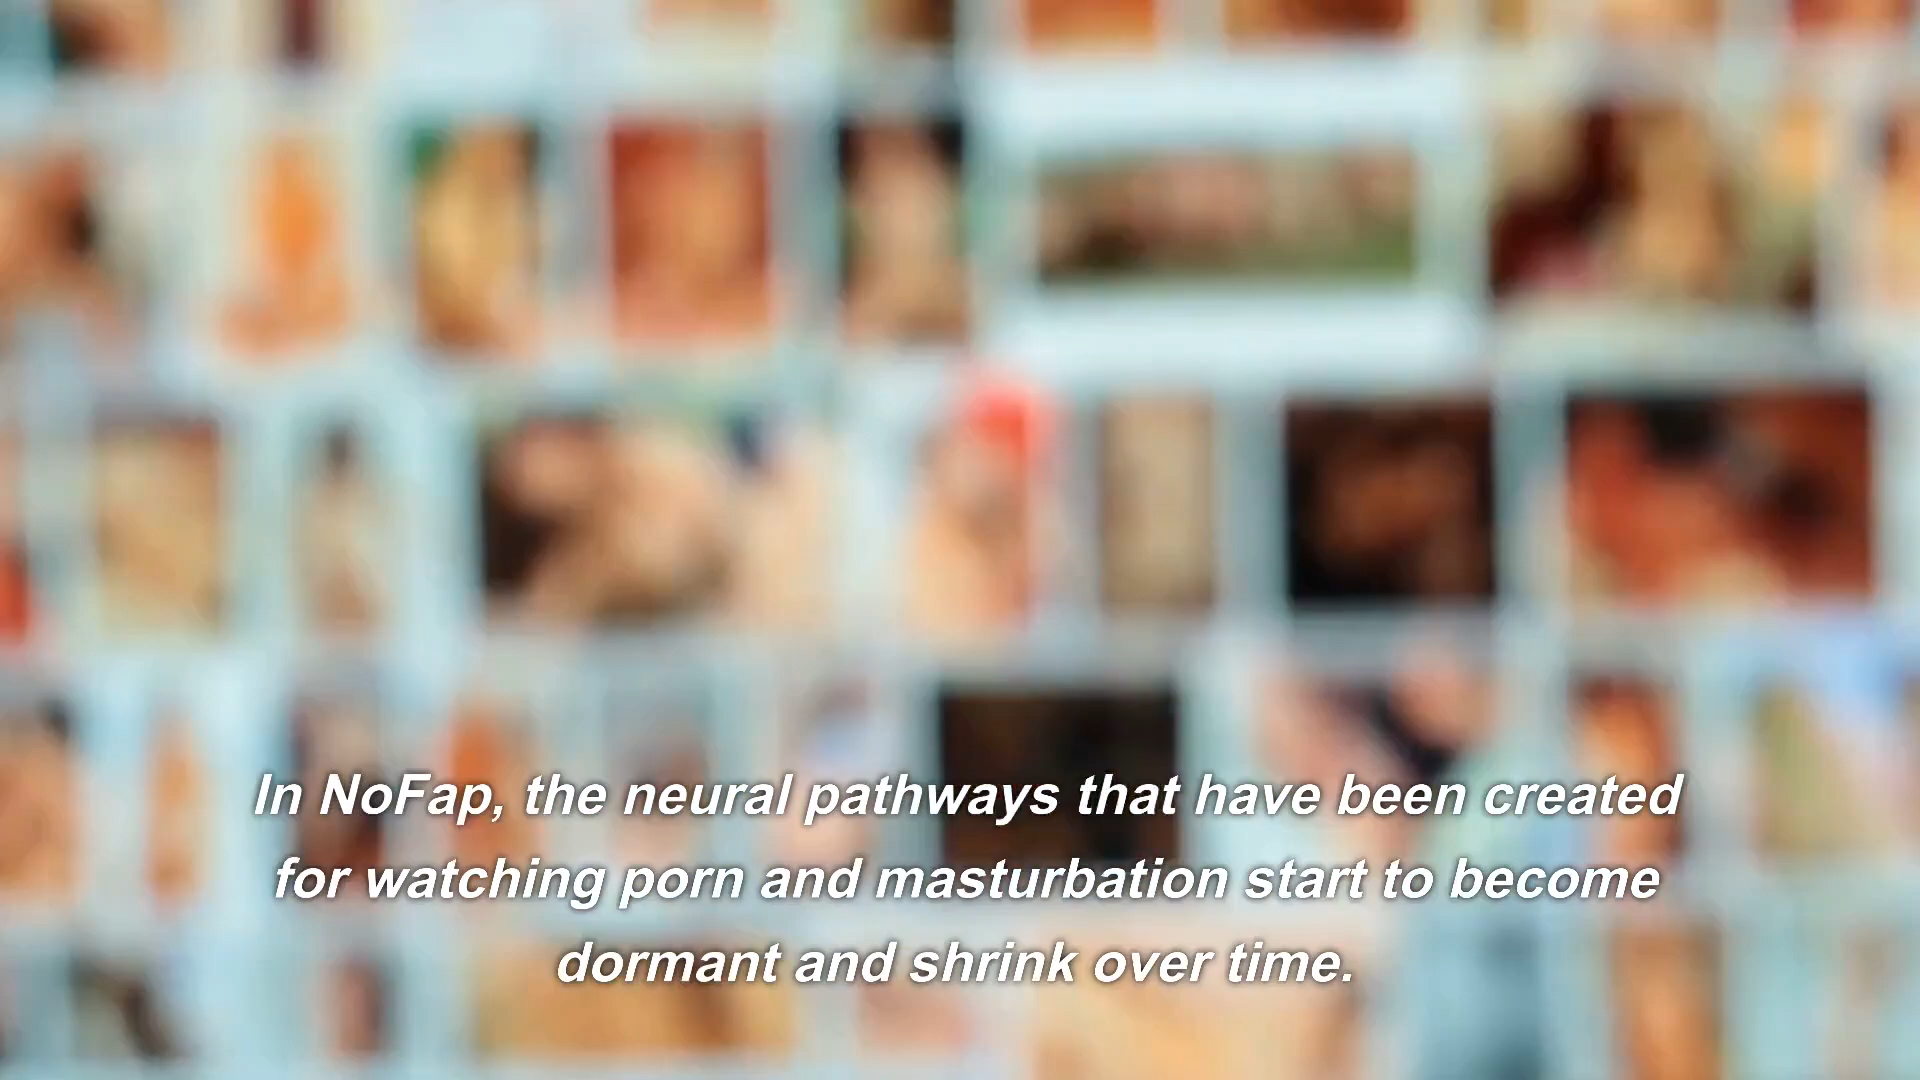 In NoFap, the neural pathways that have been created
for watching porn and masturbation start to become
dormant and shrink over time.